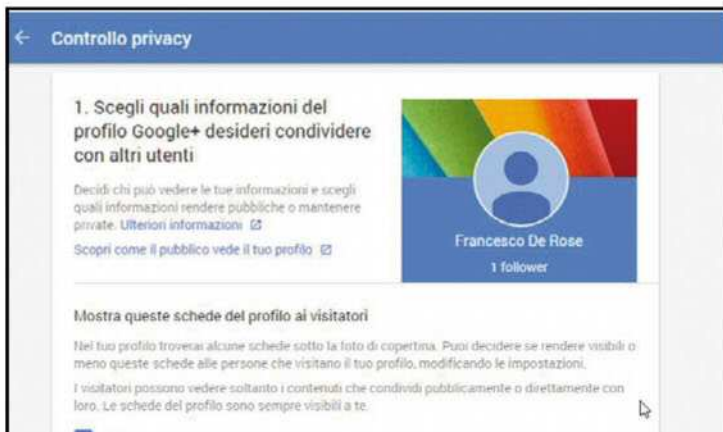 Controllo privacy
1. Scegli quali informazioni del
profilo Google+ desideri condividere
con altri utenti
Decidi chi può vedere le tue informazioni e scegli
quali informazioni rendere pubbliche o mantenere
private. Ulteriori informazioni
Scopri come il pubblico vede il tuo profilo
Francesco De Rose
1 follower
Mostra queste schede del profilo ai visitatori
Nel tuo profilo troverai alcune schede sotto la foto di copertina. Puoi decidere se rendere visibili o
meno queste schede alle persone che visitano il tuo profilo, modificando le impostazioni.
I visitatori possono vedere soltanto i contenuti che condividi pubblicamente o direttamente con
loro. Le schede del profilo sono sempre visibili a te.